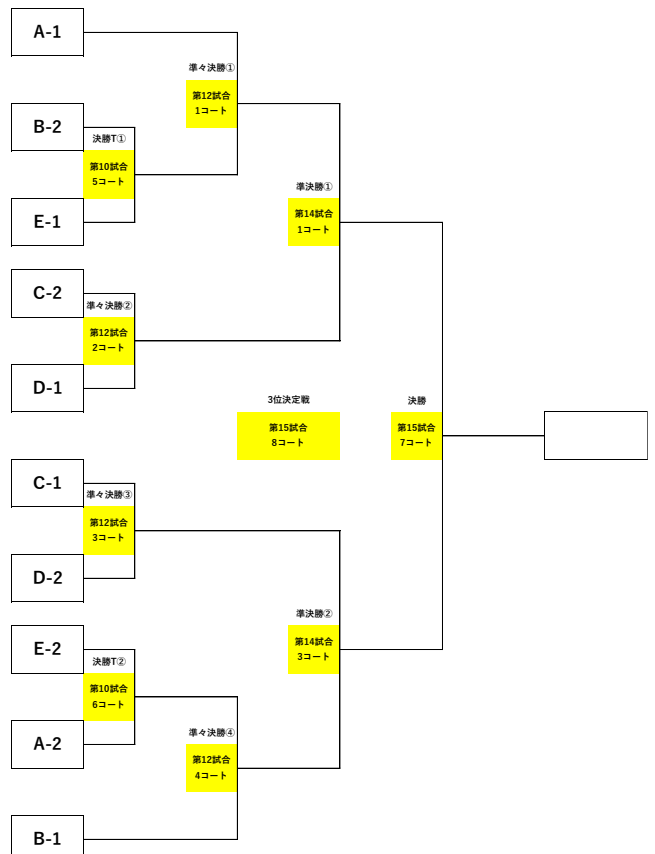 A-1
準々決勝①
第12試合
1コート
B-2
決勝T①
第10試合
5コート
準決勝①
第14試合
1コート
E-1
C-2
準々決勝②
第12試合
2コート
D-1
3位決定戦
第15試合
8コート
決勝
第15試合
7コート
C-1
準々決勝③
第12試合
3コート
D-2
準決勝②
第14試合
3コート
E-2
決勝T②
第10試合
6コート
A-2
準々決勝④
第12試合
4コート
B-1